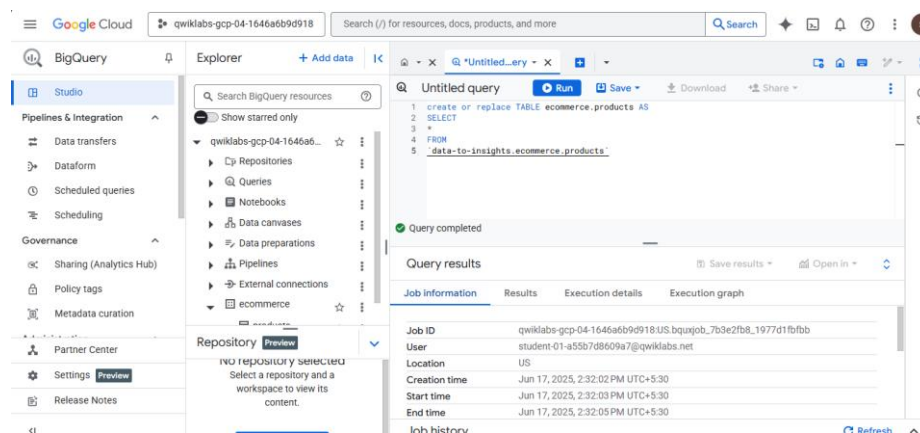 Google Cloud
qwiklabs-gcp-04-1646a6b9d918
Search (/) for resources, docs, products, and more
Search
BigQuery
Studio
Pipelines & Integration
Data transfers
Dataform
Scheduled queries
Scheduling
Governance
Sharing (Analytics Hub)
Policy tags
Metadata curation
Partner Center
Settings Preview
Release Notes
Explorer
+ Add data
Search BigQuery resources
Show starred only
qwiklabs-gcp-04-1646a6...
Repositories
Queries
Notebooks
Data canvases
Data preparations
Pipelines
External connections
ecommerce
Repository Preview
No repository selected
Select a repository and a
workspace to view its
content.
*Untitled...ery
Untitled query
Run
Save
Download
Share
1 create or replace TABLE ecommerce.products AS
2 SELECT
3 *
4 FROM
5 `data-to-insights.ecommerce.products`
Query completed
Query results
Save results
Open in
Job information Results Execution details Execution graph
Job ID qwiklabs-gcp-04-1646a6b9d918:US.bquxjob_7b3e2fb8_1977d1fbfbb
User student-01-a55b7d8609a7@qwiklabs.net
Location US
Creation time Jun 17, 2025, 2:32:02 PM UTC+5:30
Start time Jun 17, 2025, 2:32:03 PM UTC+5:30
End time Jun 17, 2025, 2:32:05 PM UTC+5:30
Job history
Refresh